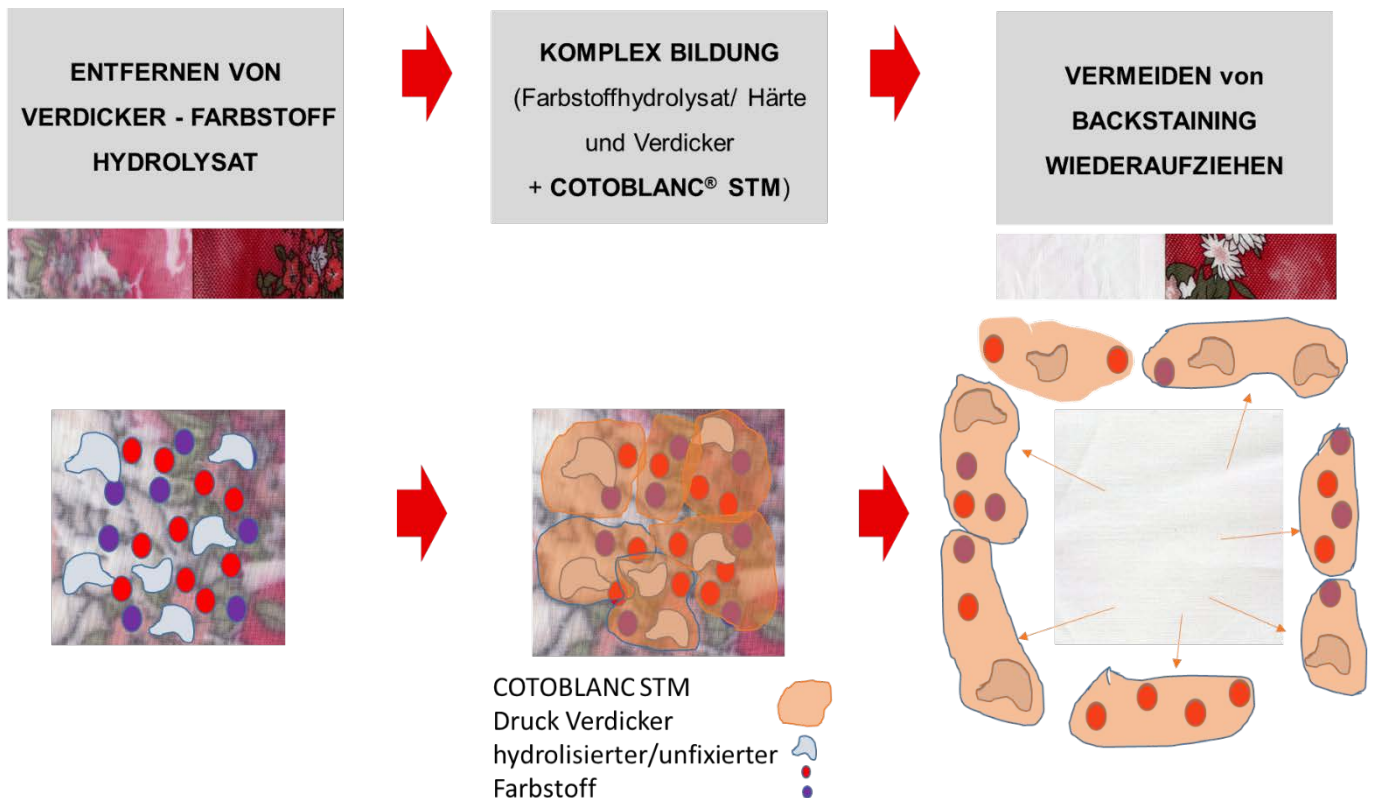 ENTFERNEN VON
VERDICKER - FARBSTOFF
HYDROLYSAT
KOMPLEX BILDUNG
(Farbstoffhydrolysat/ Härte
und Verdicker
+ COTOBLANC® STM)
VERMEIDEN von
BACKSTAINING
WIEDERAUFZIEHEN
COTOBLANC STM
Druck Verdicker
hydrolisierter/unfixierter
Farbstoff